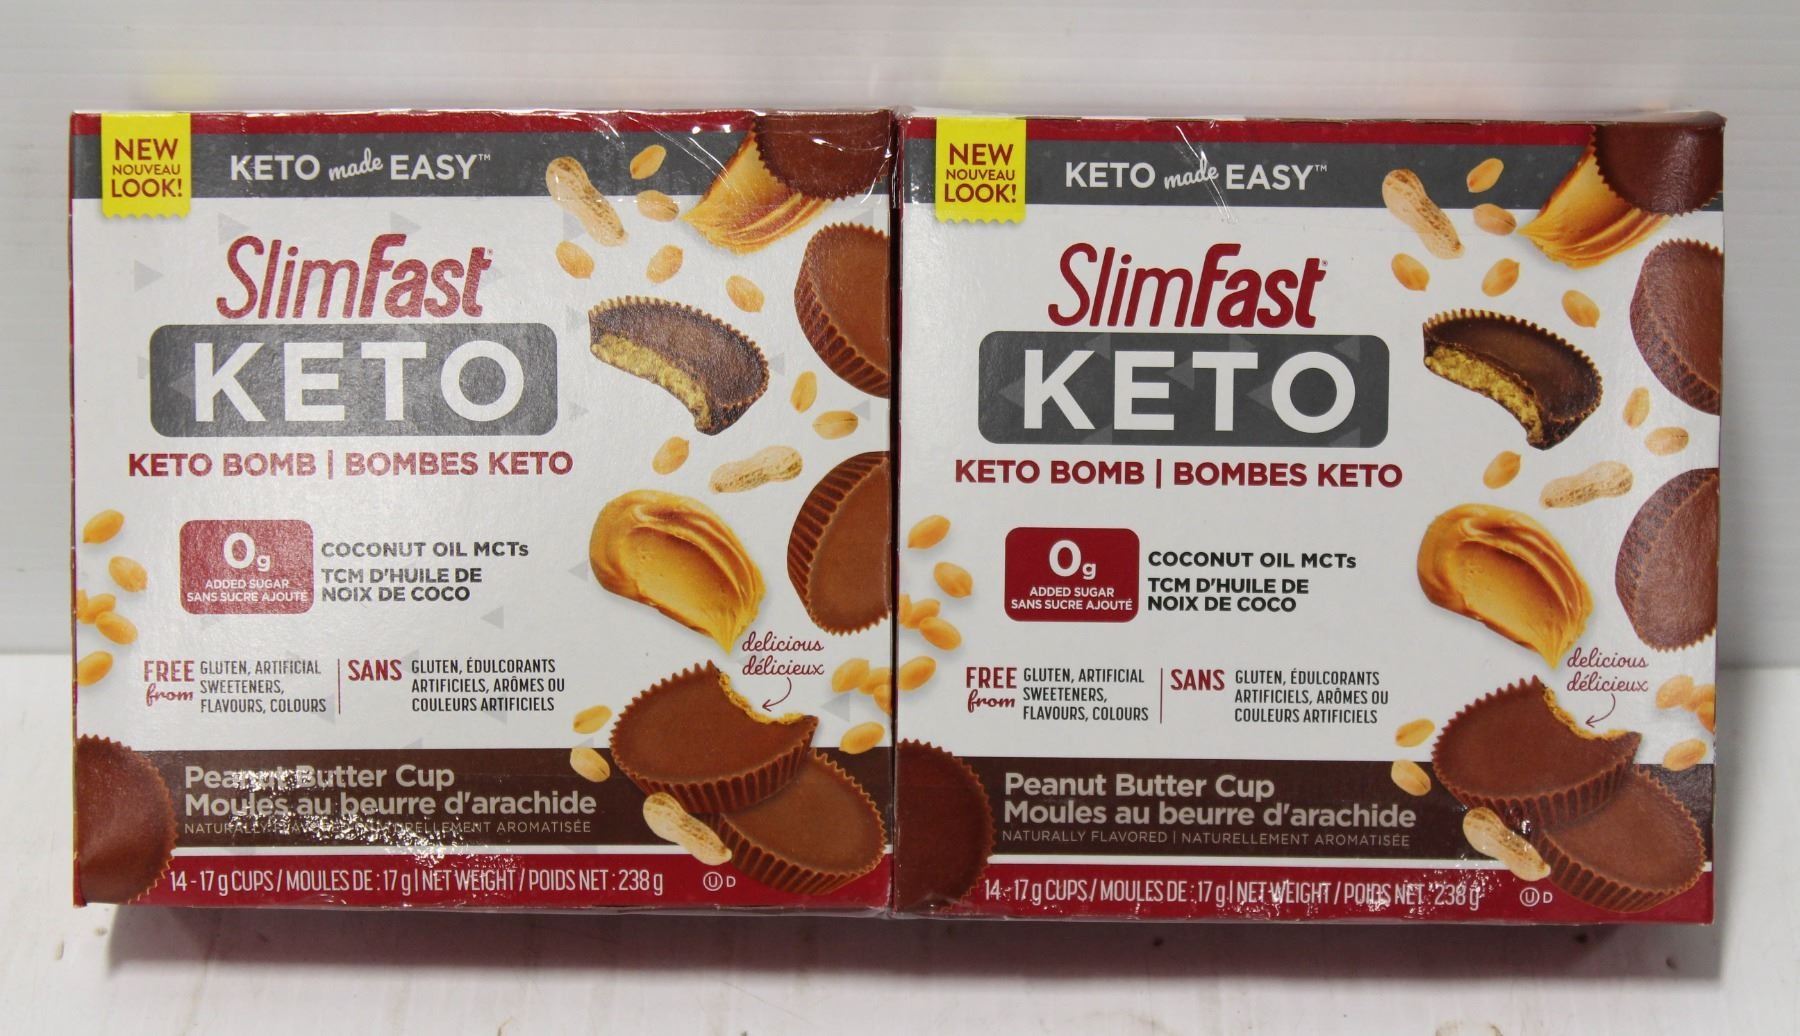 NEW
NOUVEAU
LOOK!
KETO made EASY™
SlimFast
KETO
KETO BOMB | BOMBES KETO
0g
ADDED SUGAR
SANS SUCRE AJOUTÉ
COCONUT OIL MCTs
TCM D'HUILE DE
NOIX DE COCO
delicious
délicieux
FREE from
GLUTEN, ARTIFICIAL
SWEETENERS,
FLAVOURS, COLOURS
SANS
GLUTEN, ÉDULCORANTS
ARTIFICIELS, ARÔMES OU
COULEURS ARTIFICIELS
Peanut Butter Cup
Moules au beurre d'arachide
AROMATISÉE
14 - 17 g CUPS / MOULES DE : 17 g | NET WEIGHT / POIDS NET : 238 g
U D
NEW
NOUVEAU
LOOK!
KETO made EASY™
SlimFast
KETO
KETO BOMB | BOMBES KETO
0g
ADDED SUGAR
SANS SUCRE AJOUTÉ
COCONUT OIL MCTs
TCM D'HUILE DE
NOIX DE COCO
delicious
délicieux
FREE from
GLUTEN, ARTIFICIAL
SWEETENERS,
FLAVOURS, COLOURS
SANS
GLUTEN, ÉDULCORANTS
ARTIFICIELS, ARÔMES OU
COULEURS ARTIFICIELS
Peanut Butter Cup
Moules au beurre d'arachide
NATURALLY FLAVORED | NATURELLEMENT AROMATISÉE
14 - 17 g CUPS / MOULES DE : 17 g | NET WEIGHT / POIDS NET : 238 g
U D